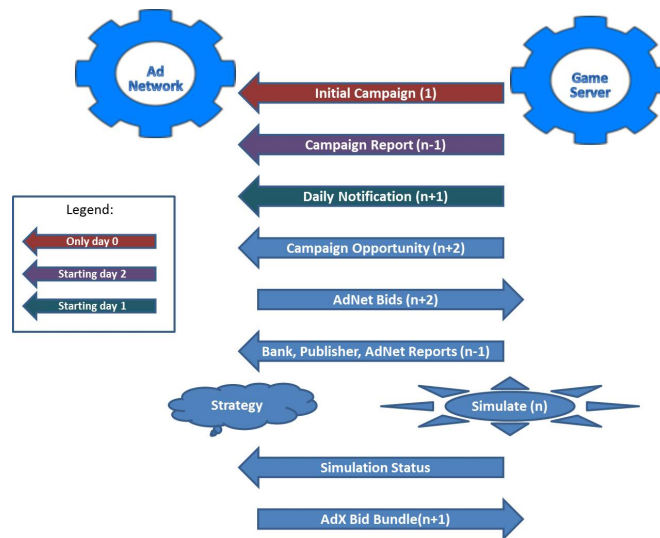 Ad
Network
Game
Server
Initial Campaign (1)
Campaign Report (n-1)
Daily Notification (n+1)
Legend:
Only day 0
Starting day 2
Starting day 1
Campaign Opportunity (n+2)
AdNet Bids (n+2)
Bank, Publisher, AdNet Reports (n-1)
Strategy
Simulate (n)
Simulation Status
AdX Bid Bundle(n+1)